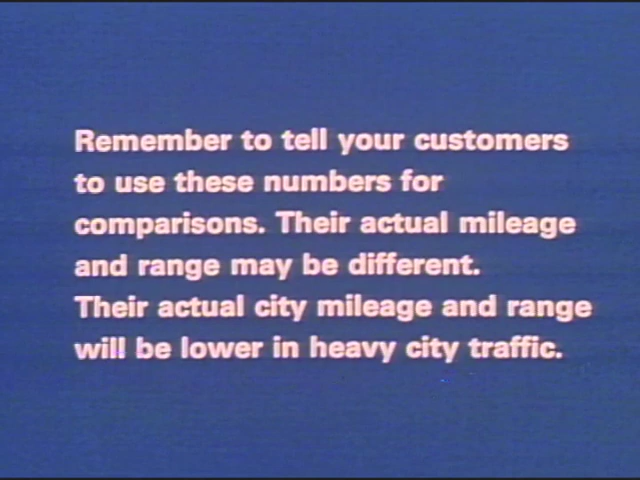 Remember to tell your customers
to use these numbers for
comparisons. Their actual mileage
and range may be different.
Their actual city mileage and range
will be lower in heavy city traffic.